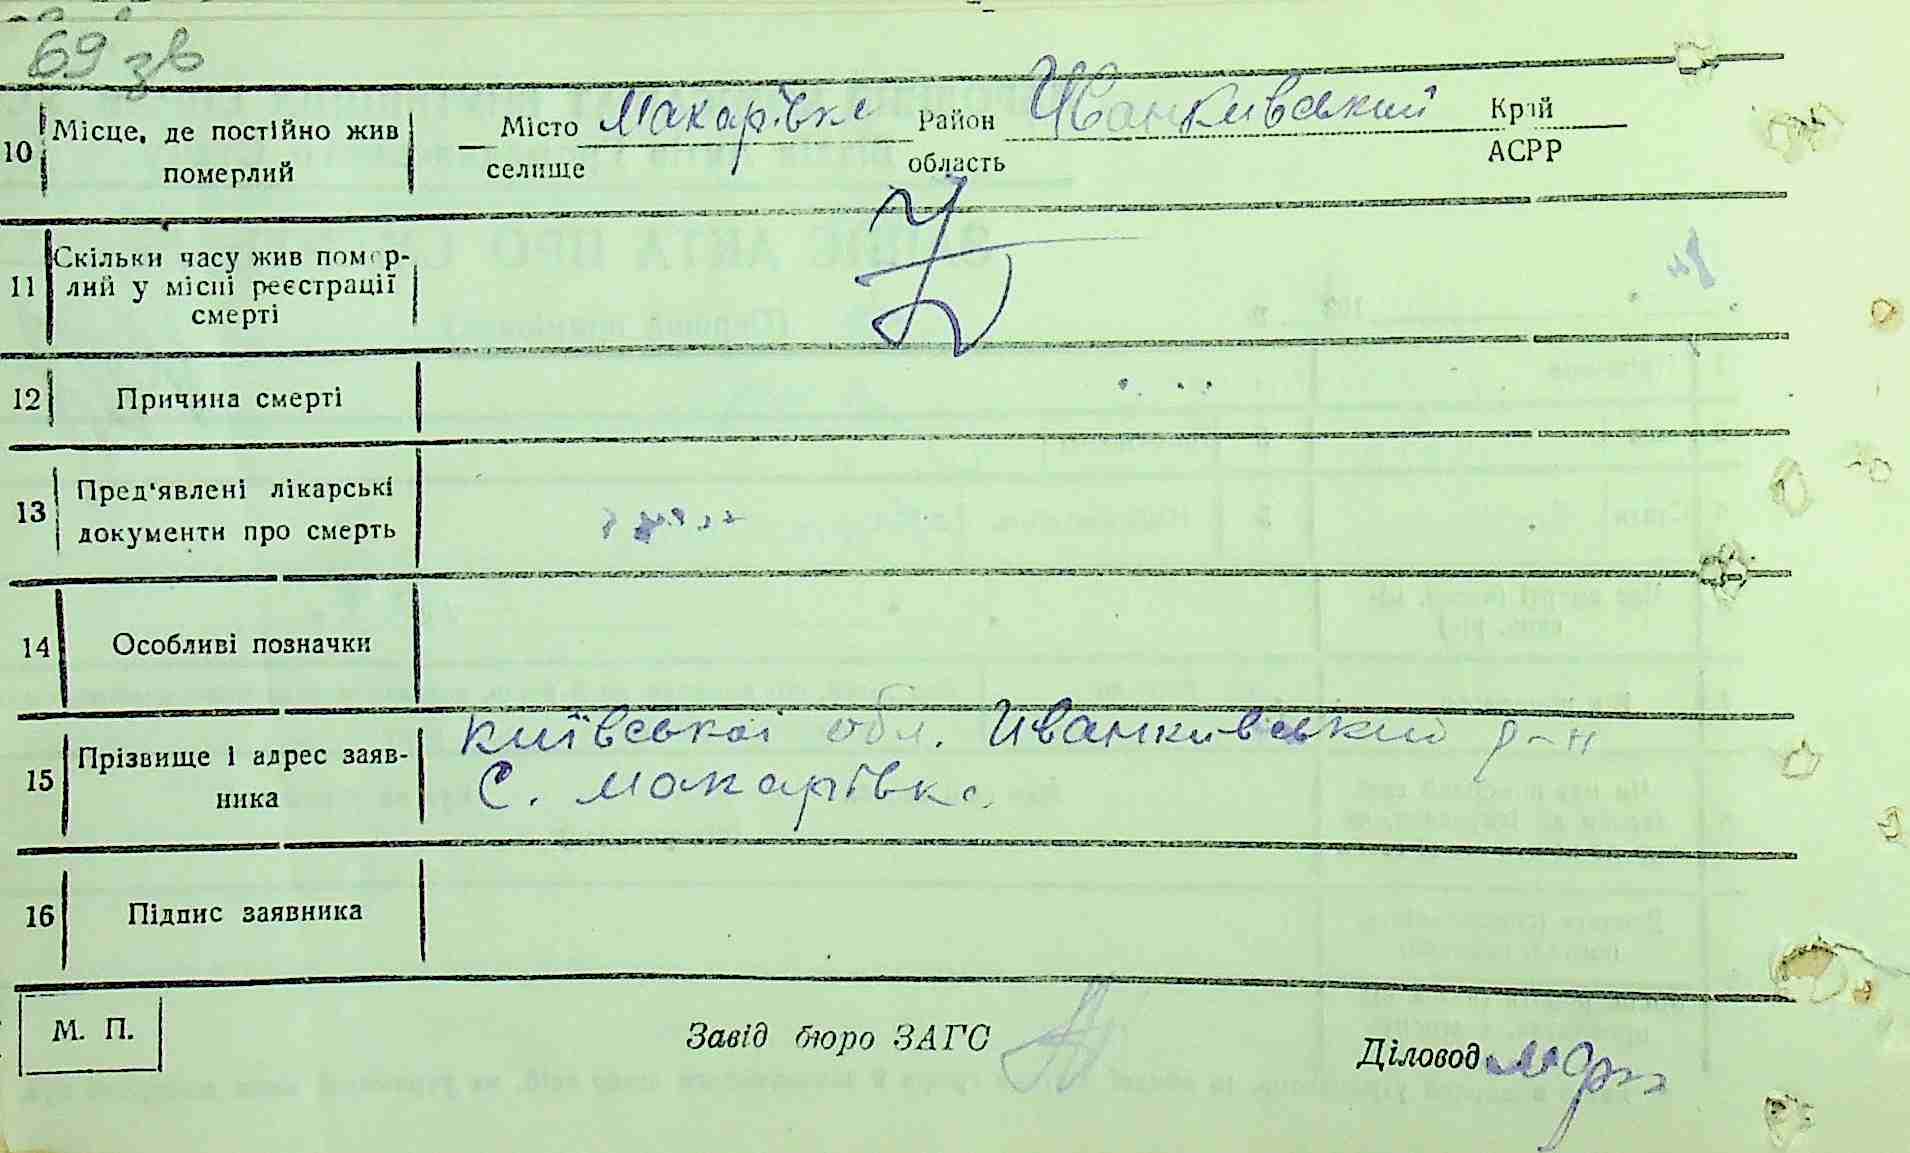 69 зв
10 Місце, де постійно жив померлий Місто селище Макарівка Район область Иванкивський Край АСРР
11 Скільки часу жив померлий у місці реєстрації смерті
12 Причина смерті
13 Пред'явлені лікарські документи про смерть
14 Особливі позначки
15 Прізвище і адрес заявника Київської обл. Иванкивський р-н
С. Макарівка
16 Підпис заявника
М. П. Завід бюро ЗАГС Діловод